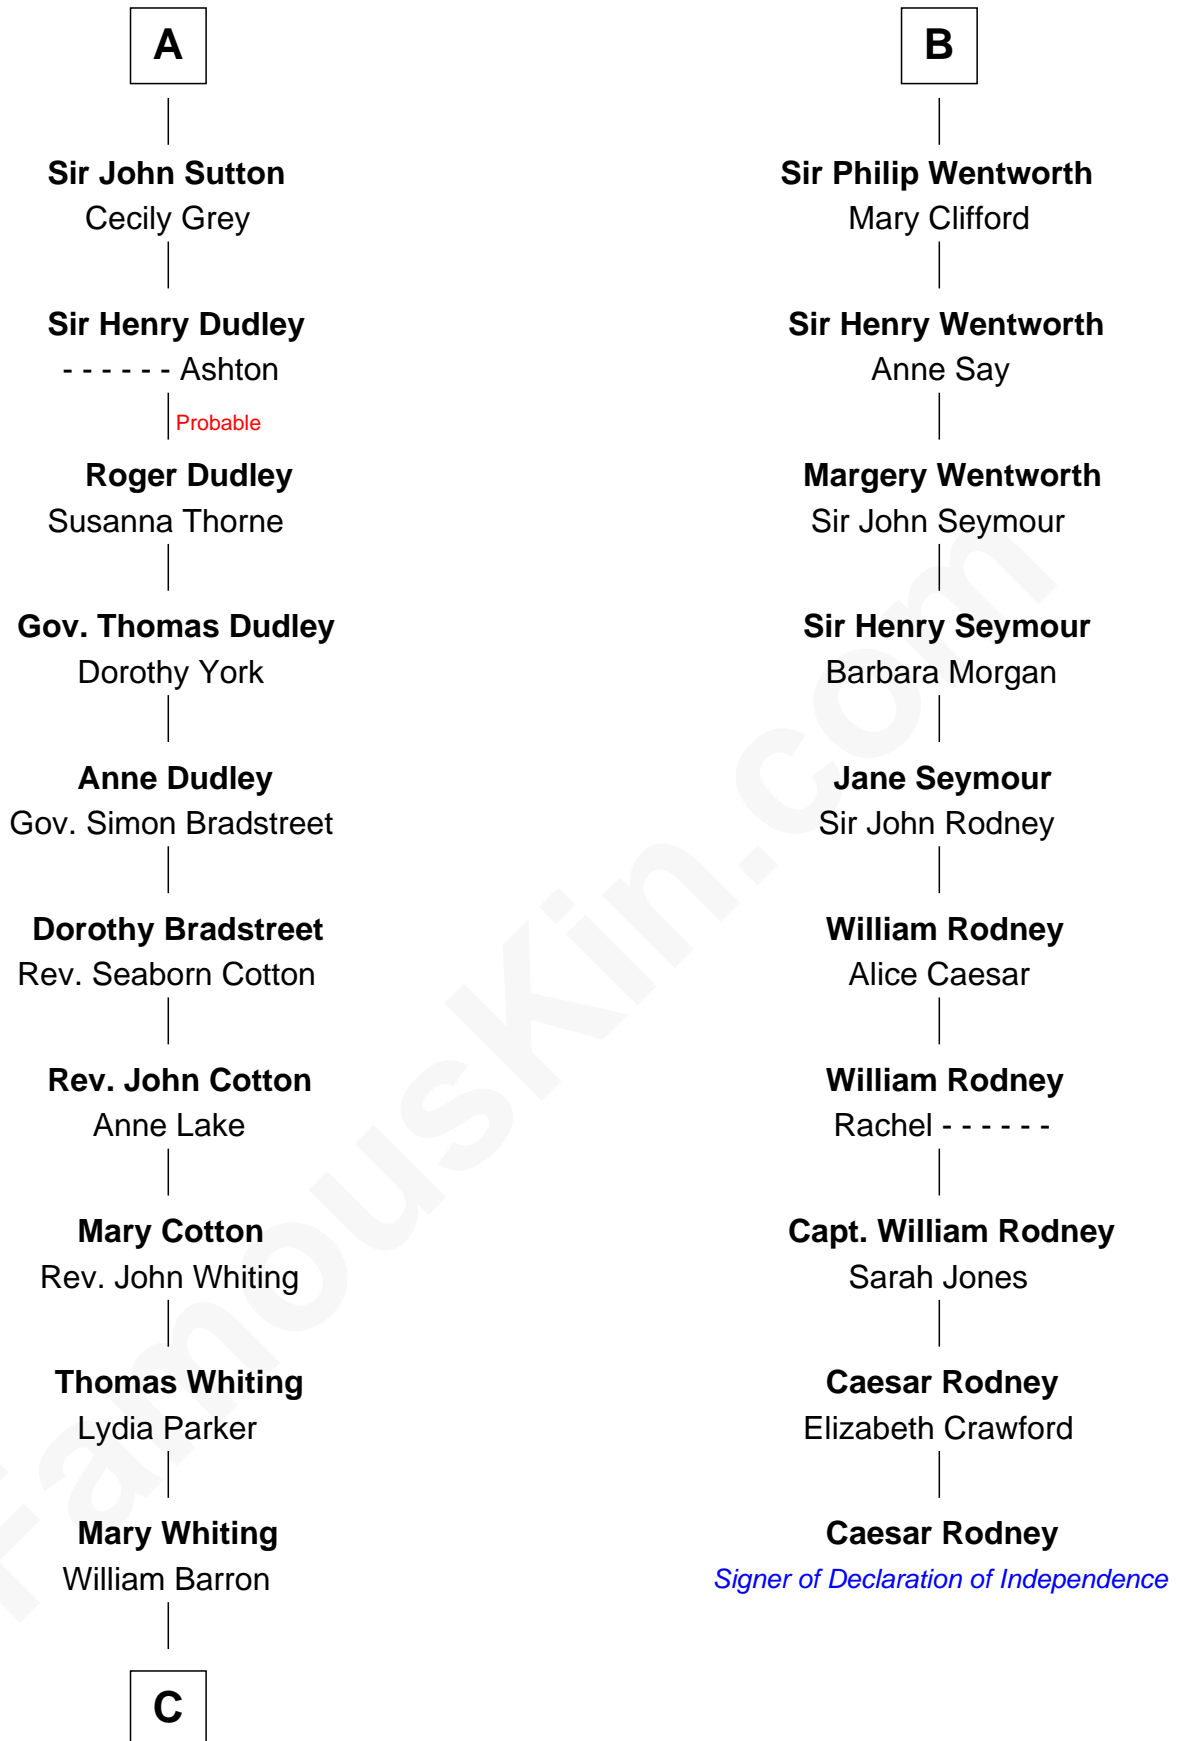 A
Sir John Sutton
Cecily Grey
Sir Henry Dudley
- - - - - - Ashton
Probable
Roger Dudley
Susanna Thorne
Gov. Thomas Dudley
Dorothy York
Anne Dudley
Gov. Simon Bradstreet
Dorothy Bradstreet
Rev. Seaborn Cotton
Rev. John Cotton
Anne Lake
Mary Cotton
Rev. John Whiting
Thomas Whiting
Lydia Parker
Mary Whiting
William Barron
C
B
Sir Philip Wentworth
Mary Clifford
Sir Henry Wentworth
Anne Say
Margery Wentworth
Sir John Seymour
Sir Henry Seymour
Barbara Morgan
Jane Seymour
Sir John Rodney
William Rodney
Alice Caesar
William Rodney
Rachel - - - - - -
Capt. William Rodney
Sarah Jones
Caesar Rodney
Elizabeth Crawford
Caesar Rodney
Signer of Declaration of Independence
FamousKin.com